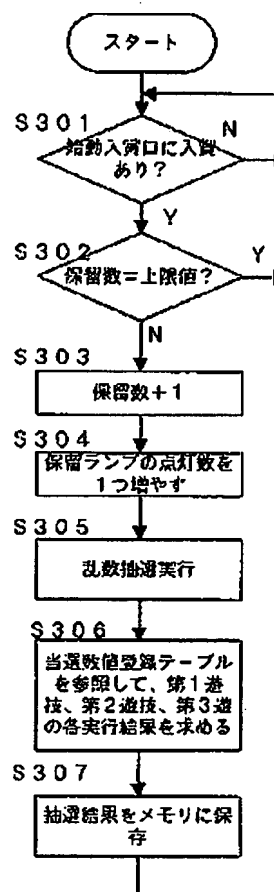 スタート
S301
始動入賞口に入賞
あり?
N
Y
S302
保留数=上限値?
Y
N
S303
保留数+1
S304
保留ランプの点灯数を
1つ増やす
S305
乱数抽選実行
S306
当選数値登録テーブル
を参照して、第1遊
技、第2遊技、第3遊
の各実行結果を求める
S307
抽選結果をメモリに保
存